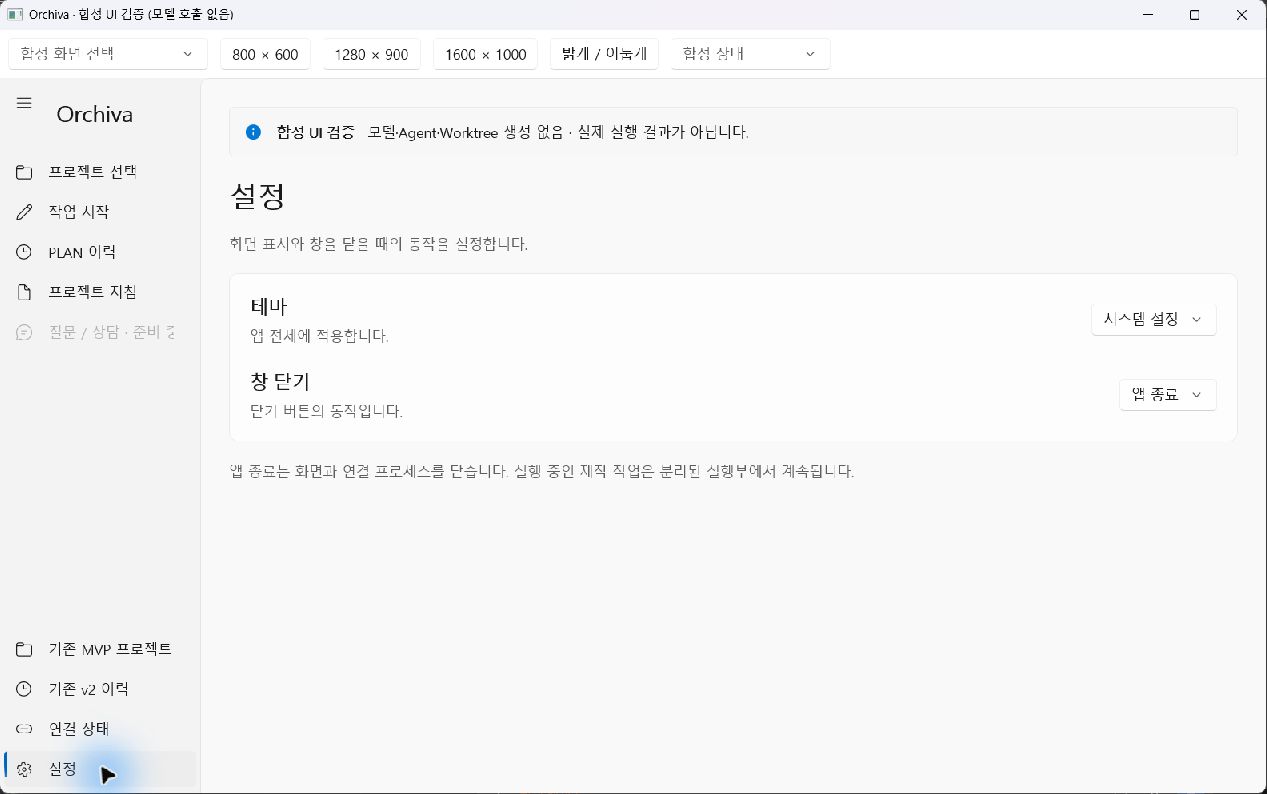 Orchiva · 합성 UI 검증 (모델 호출 없음)
합성 화면 선택
800 × 600
1280 × 900
1600 × 1000
밝게 / 어둡게
합성 상태
Orchiva
프로젝트 선택
작업 시작
PLAN 이력
프로젝트 지침
질문 / 상담 · 준비
기존 MVP 프로젝트
기존 v2 이력
연결 상태
설정
합성 UI 검증 모델·Agent·Worktree 생성 없음 · 실제 실행 결과가 아닙니다.
설정
화면 표시와 창을 닫을 때의 동작을 설정합니다.
테마
앱 전체에 적용합니다.
시스템 설정
창 닫기
닫기 버튼의 동작입니다.
앱 종료
앱 종료는 화면과 연결 프로세스를 닫습니다. 실행 중인 제작 작업은 분리된 실행부에서 계속됩니다.